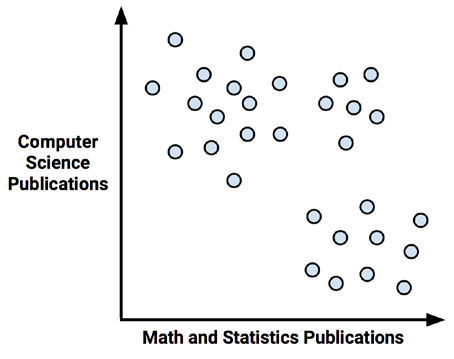 Computer
Science
Publications
Math and Statistics Publications